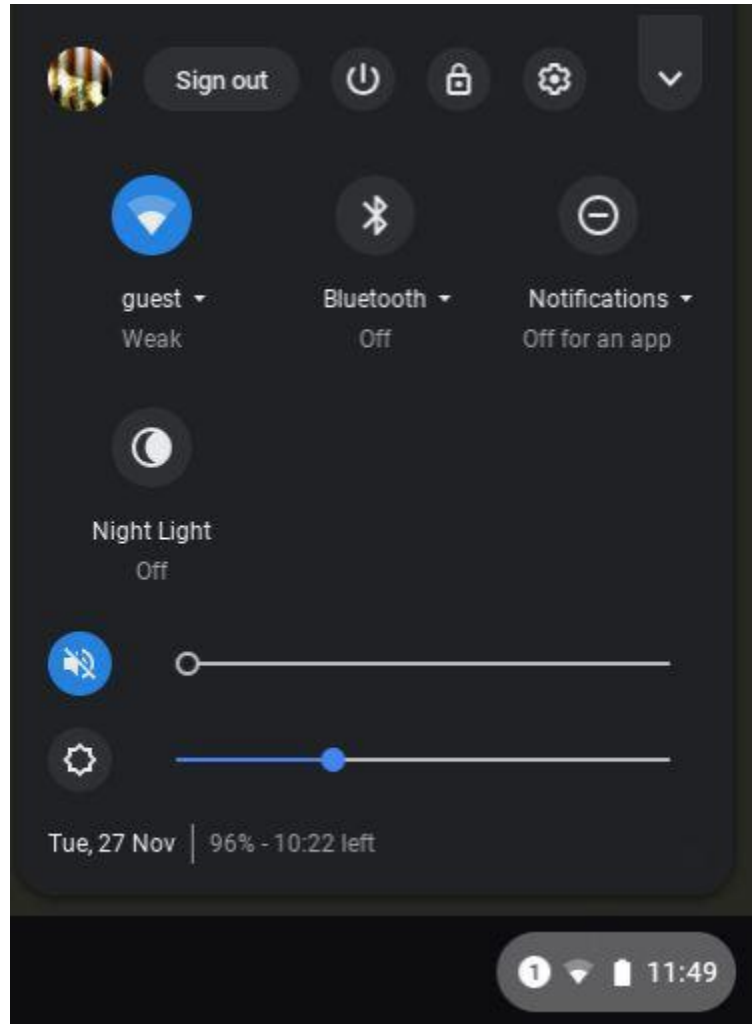 Sign out
guest Bluetooth Notifications
Weak Off Off for an app
Night Light
Off
Tue, 27 Nov 96% - 10:22 left
1 11:49